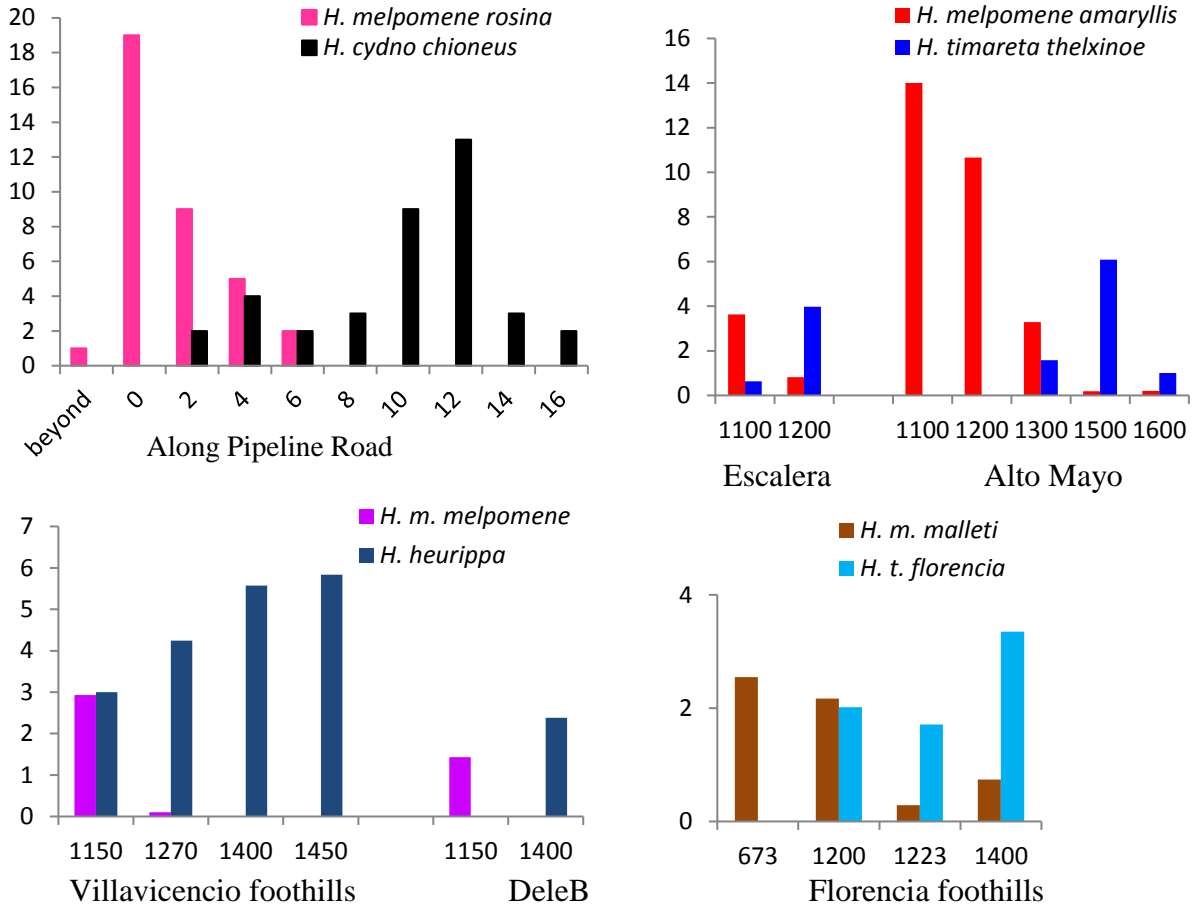 H. melpomene rosina
H. cydno chioneus
20
18
16
14
12
10
8
6
4
2
0
beyond 0 2 4 6 8 10 12 14 16
Along Pipeline Road
H. melpomene amaryllis
H. timareta thelxinoe
16
14
12
10
8
6
4
2
0
1100 1200 1100 1200 1300 1500 1600
Escalera Alto Mayo
H. m. melpomene
H. heurippa
7
6
5
4
3
2
1
0
1150 1270 1400 1450 1150 1400
Villavicencio foothills DeleB
H. m. malleti
H. t. florencia
4
2
0
673 1200 1223 1400
Florencia foothills